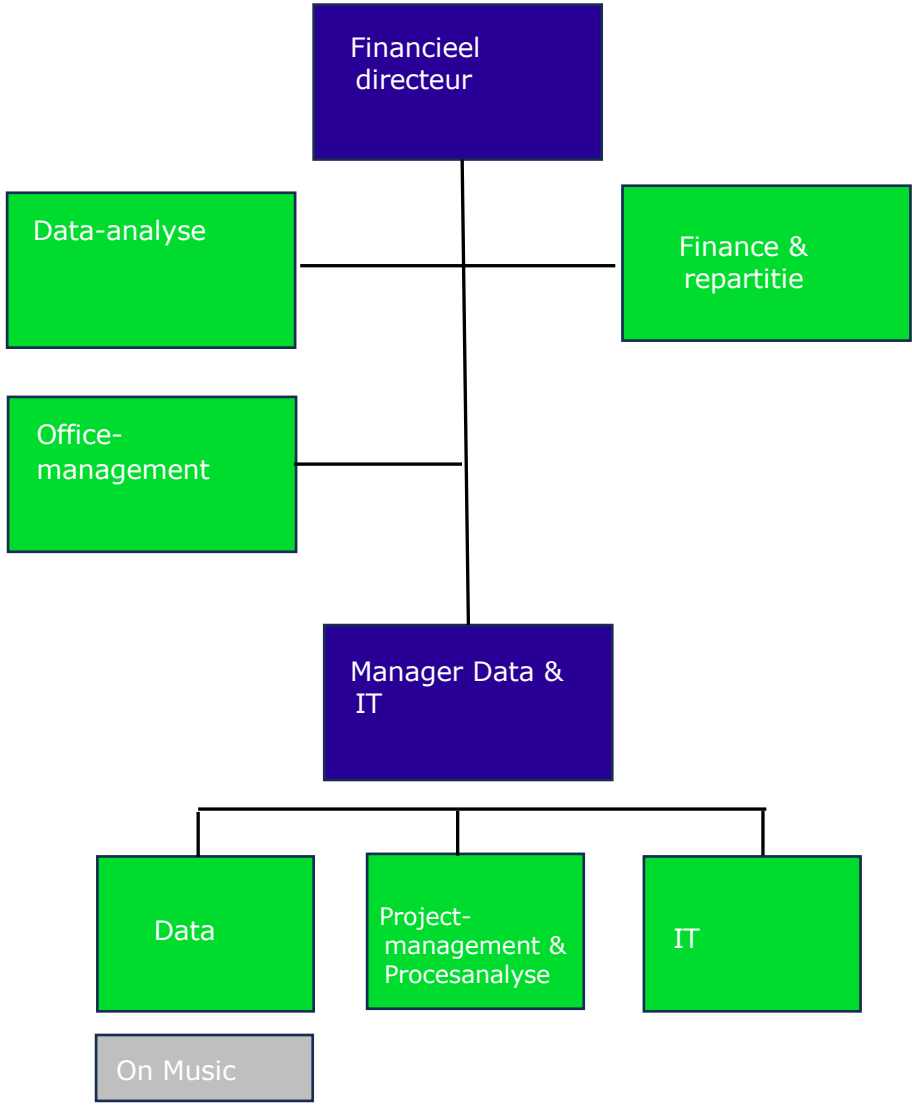 Financieel
directeur
Data-analyse
Finance &
repartitie
Office-
management
Manager Data &
IT
Data
Project-
management &
Procesanalyse
IT
On Music